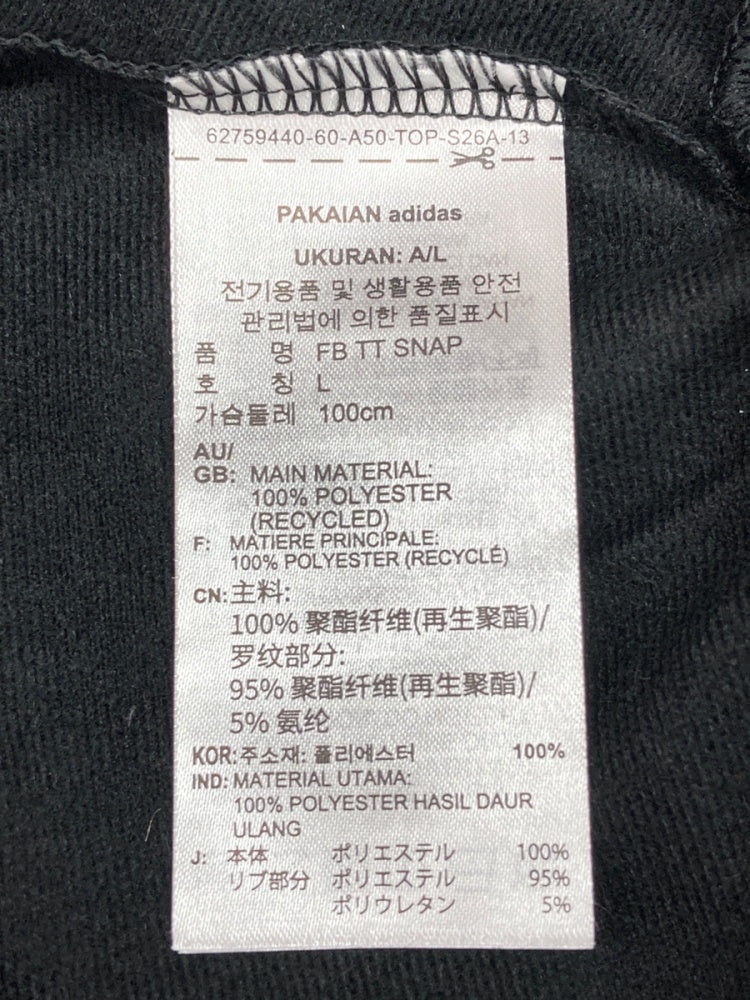 62759440-60-A50-TOP-S26A-13
PAKAIAN adidas
UKURAN: A/L
전기용품 및 생활용품 안전
관리법에 의한 품질표시
품 명 FB TT SNAP
호 칭 L
가슴둘레 100cm
AU/
GB: MAIN MATERIAL:
100% POLYESTER
(RECYCLED)
F: MATIERE PRINCIPALE:
100% POLYESTER (RECYCLÉ)
CN: 主料:
100% 聚酯纤维(再生聚酯)/
罗纹部分:
95% 聚酯纤维(再生聚酯)/
5% 氨纶
KOR: 주소재: 폴리에스터 100%
IND: MATERIAL UTAMA:
100% POLYESTER HASIL DAUR
ULANG
J: 本体 ポリエステル 100%
リブ部分 ポリエステル 95%
ポリウレタン 5%